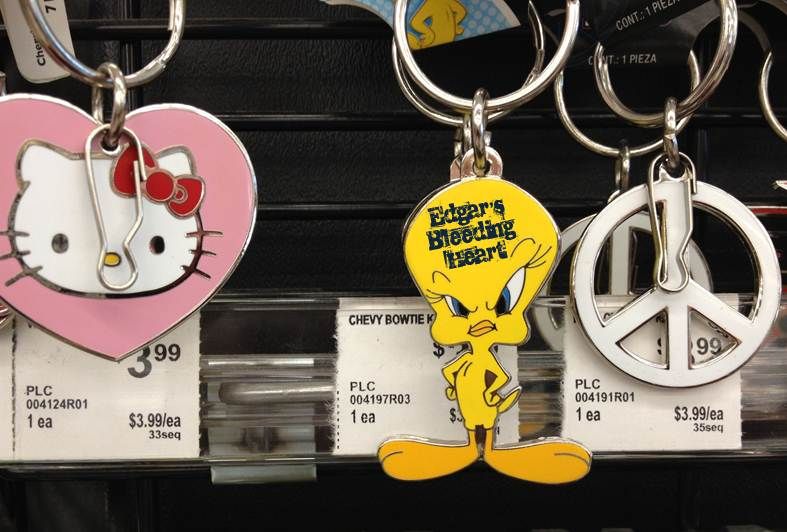 CONT.: 1 PIEZA
CONT.: 1 PIEZA
Edgar's
Bleeding
Heart
CHEVY BOWTIE
3 99
PLC
004124R01
1 ea
$3.99/ea
33seq
PLC
004197R03
1 ea
PLC
004191R01
1 ea
99
$3.99/ea
35seq